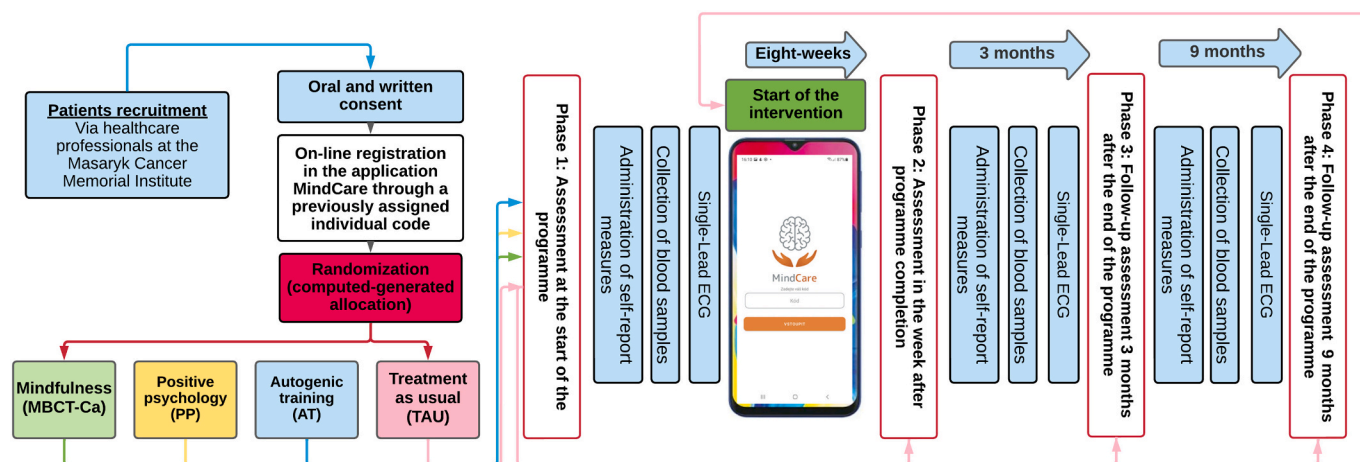 Patients recruitment
Via healthcare
professionals at the
Masaryk Cancer
Memorial Institute
Oral and written
consent
On-line registration
in the application
MindCare through a
previously assigned
individual code
Randomization
(computed-generated
allocation)
Mindfulness
(MBCT-Ca)
Positive
psychology
(PP)
Autogenic
training
(AT)
Treatment
as usual
(TAU)
Phase 1: Assessment at the start of the
programme
Administration of self-report
measures
Collection of blood samples
Single-Lead ECG
Eight-weeks
Start of the
intervention
MindCare
Phase 2: Assessment in the week after
programme completion
3 months
Administration of self-report
measures
Collection of blood samples
Single-Lead ECG
Phase 3: Follow-up assessment 3 months
after the end of the programme
9 months
Administration of self-report
measures
Collection of blood samples
Single-Lead ECG
Phase 4: Follow-up assessment 9 months
after the end of the programme